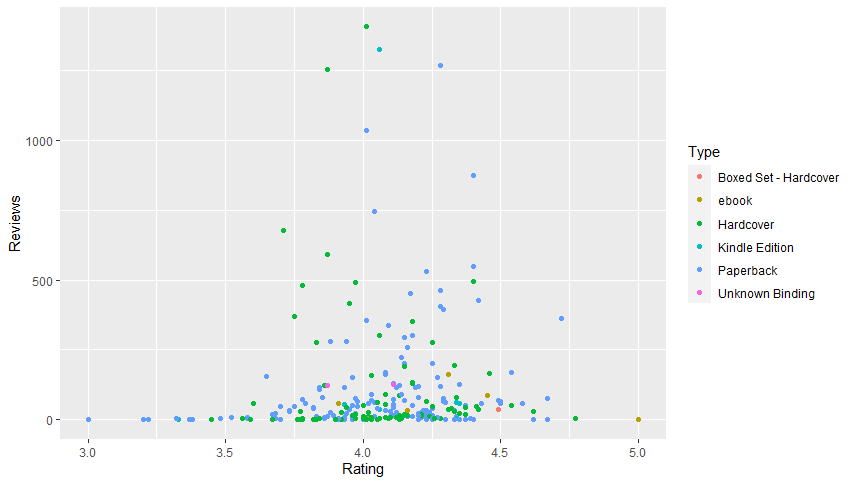 Reviews
1000
500
0
3.0
3.5
4.0
4.5
5.0
Rating
Type
Boxed Set - Hardcover
ebook
Hardcover
Kindle Edition
Paperback
Unknown Binding